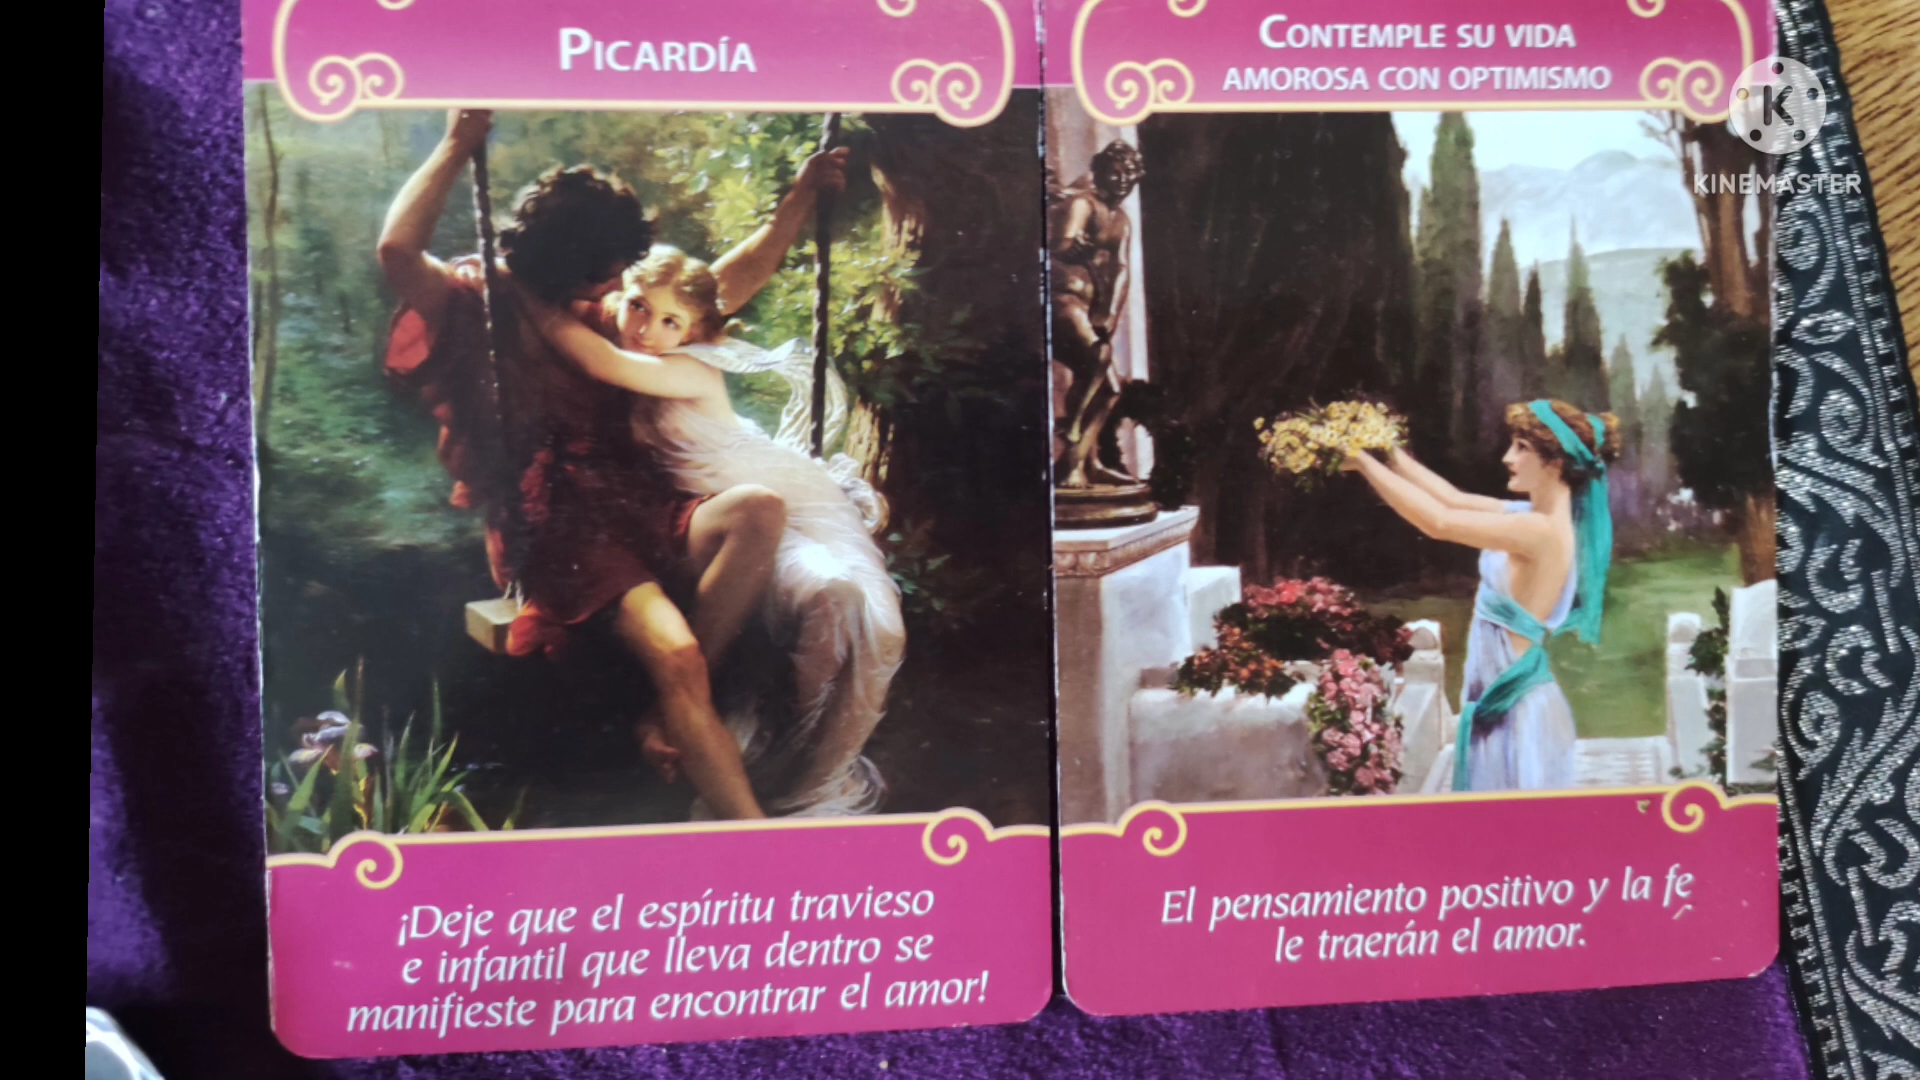 PICARDÍA
¡Deje que el espíritu travieso
e infantil que lleva dentro se
manifieste para encontrar el amor!
CONTEMPLE SU VIDA
AMOROSA CON OPTIMISMO
El pensamiento positivo y la fe
le traerán el amor.
K
KINEMASTER